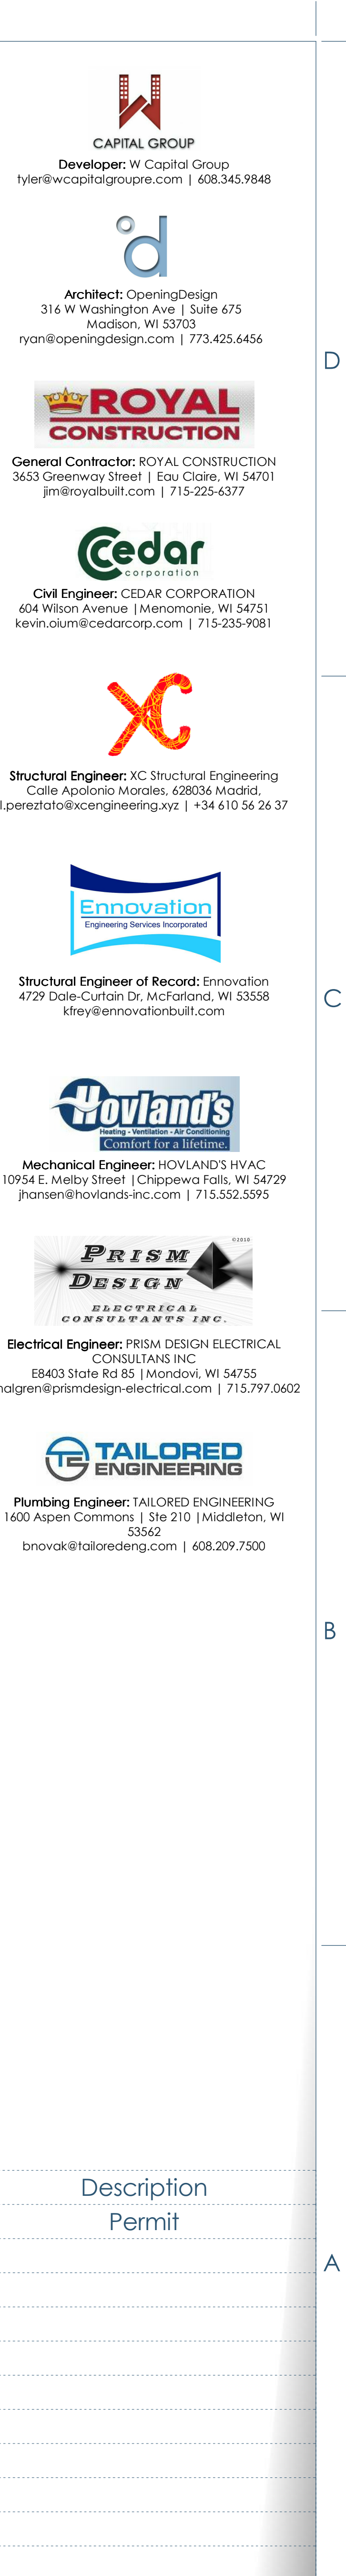 CAPITAL GROUP
Developer: W Capital Group
tyler@wcapitalgroupre.com | 608.345.9848
d
Architect: OpeningDesign
316 W Washington Ave | Suite 675
Madison, WI 53703
ryan@openingdesign.com | 773.425.6456
D
ROYAL
CONSTRUCTION
General Contractor: ROYAL CONSTRUCTION
3653 Greenway Street | Eau Claire, WI 54701
jim@royalbuilt.com | 715-225-6377
Cedar
corporation
Civil Engineer: CEDAR CORPORATION
604 Wilson Avenue |Menomonie, WI 54751
kevin.oium@cedarcorp.com | 715-235-9081
XC
Structural Engineer: XC Structural Engineering
Calle Apolonio Morales, 628036 Madrid,
l.pereztato@xcengineering.xyz | +34 610 56 26 37
Ennovation
Engineering Services Incorporated
Structural Engineer of Record: Ennovation
4729 Dale-Curtain Dr, McFarland, WI 53558
kfrey@ennovationbuilt.com
C
Hovland's
Heating - Ventilation - Air Conditioning
Comfort for a lifetime.
Mechanical Engineer: HOVLAND'S HVAC
10954 E. Melby Street |Chippewa Falls, WI 54729
jhansen@hovlands-inc.com | 715.552.5595
©2010
PRISM
DESIGN
ELECTRICAL
CONSULTANTS INC.
Electrical Engineer: PRISM DESIGN ELECTRICAL
CONSULTANS INC
E8403 State Rd 85 |Mondovi, WI 54755
nalgren@prismdesign-electrical.com | 715.797.0602
TE TAILORED
ENGINEERING
Plumbing Engineer: TAILORED ENGINEERING
1600 Aspen Commons | Ste 210 |Middleton, WI
53562
bnovak@tailoredeng.com | 608.209.7500
B
Description
Permit
A